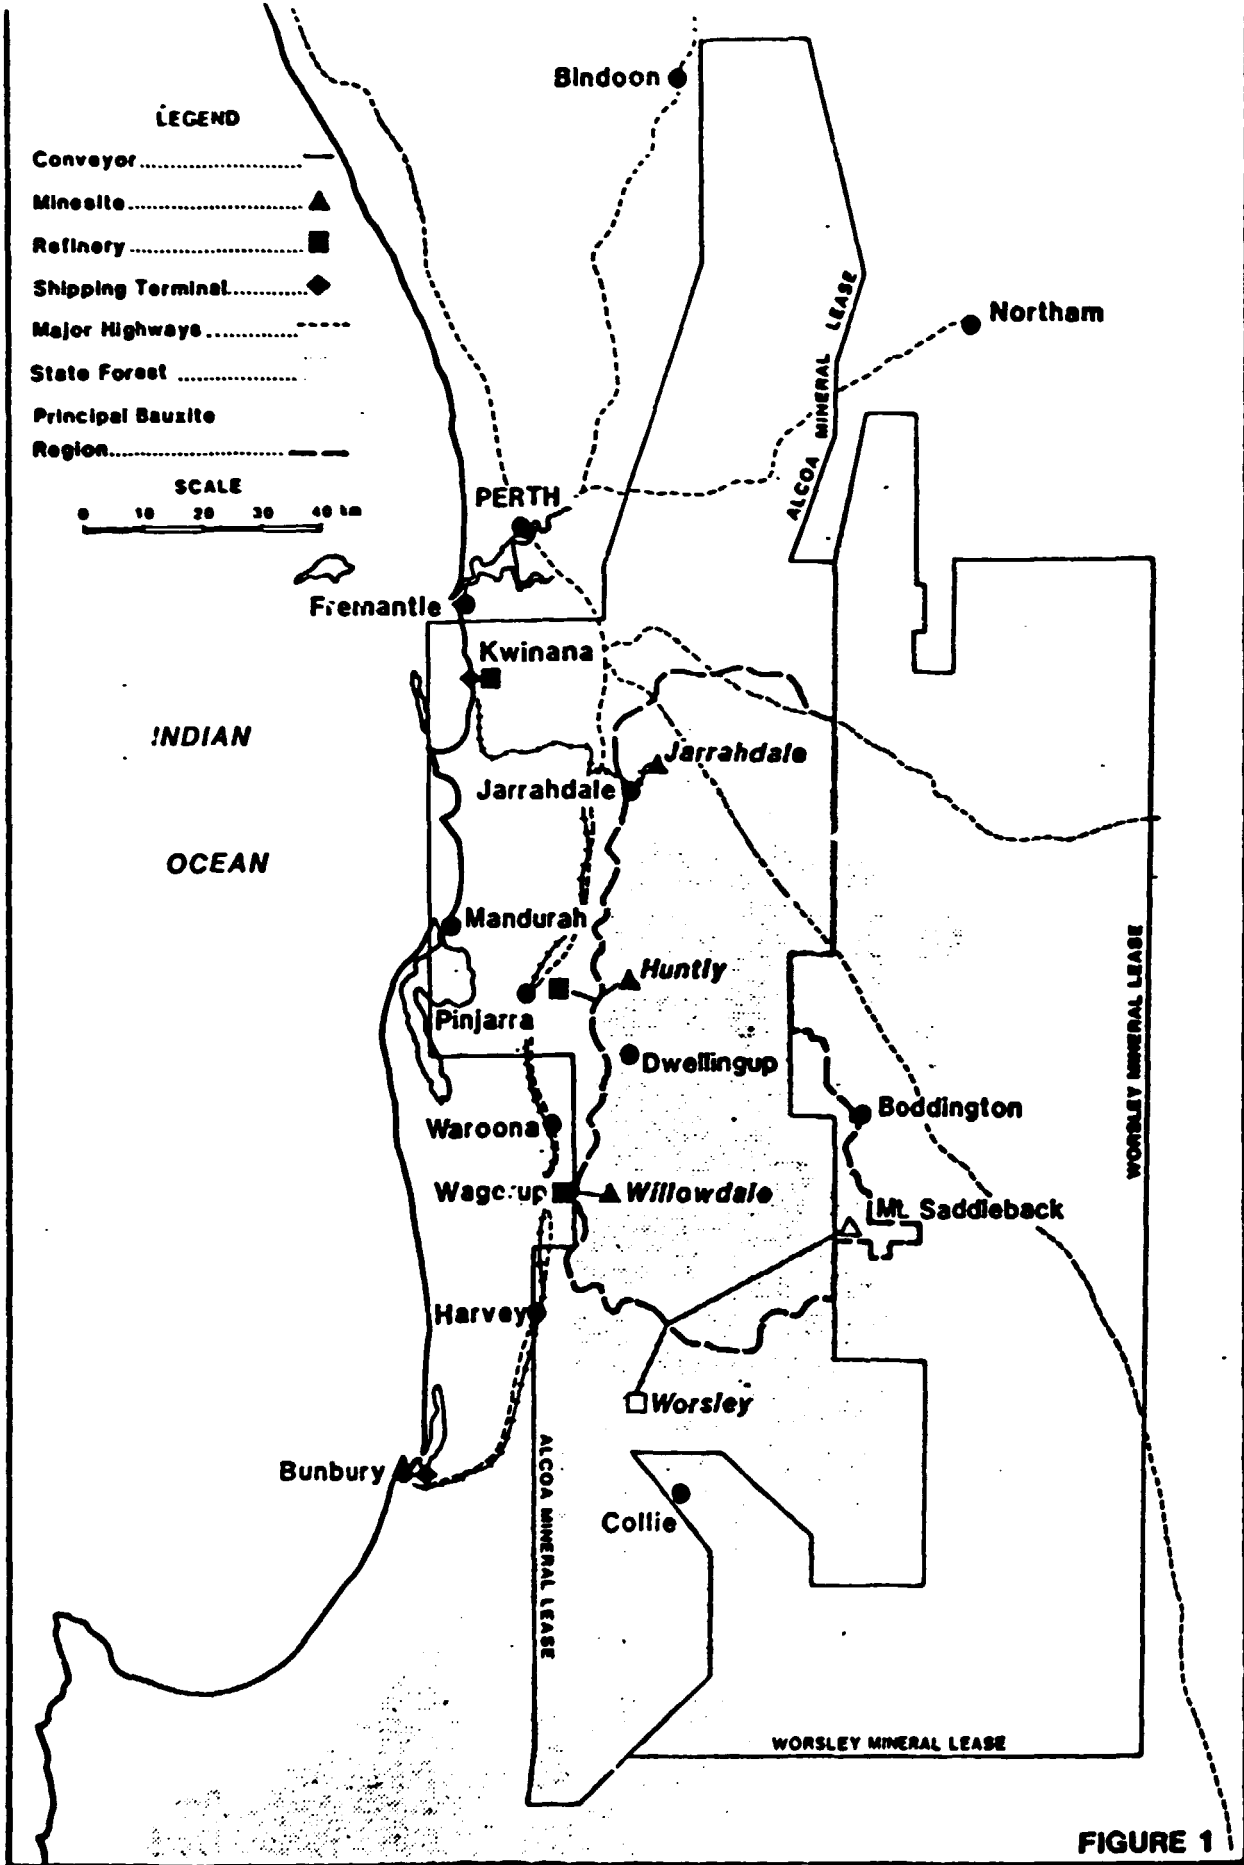 LEGEND
Conveyor
Minesite
Refinery
Shipping Terminal
Major Highways
State Forest
Principal Bauxite
Region
SCALE
0 10 20 30 40 km
Bindoon
Northam
ALCOA MINERAL LEASE
PERTH
Fremantle
Kwinana
INDIAN
OCEAN
Jarrahdale
Jarrahdale
Mandurah
Huntly
Pinjarra
Dwellingup
WORSLEY MINERAL LEASE
Boddington
Waroona
Wagerup
Willowdale
Mt. Saddleback
Harvey
Worsley
Bunbury
ALCOA MINERAL LEASE
Collie
WORSLEY MINERAL LEASE
FIGURE 1